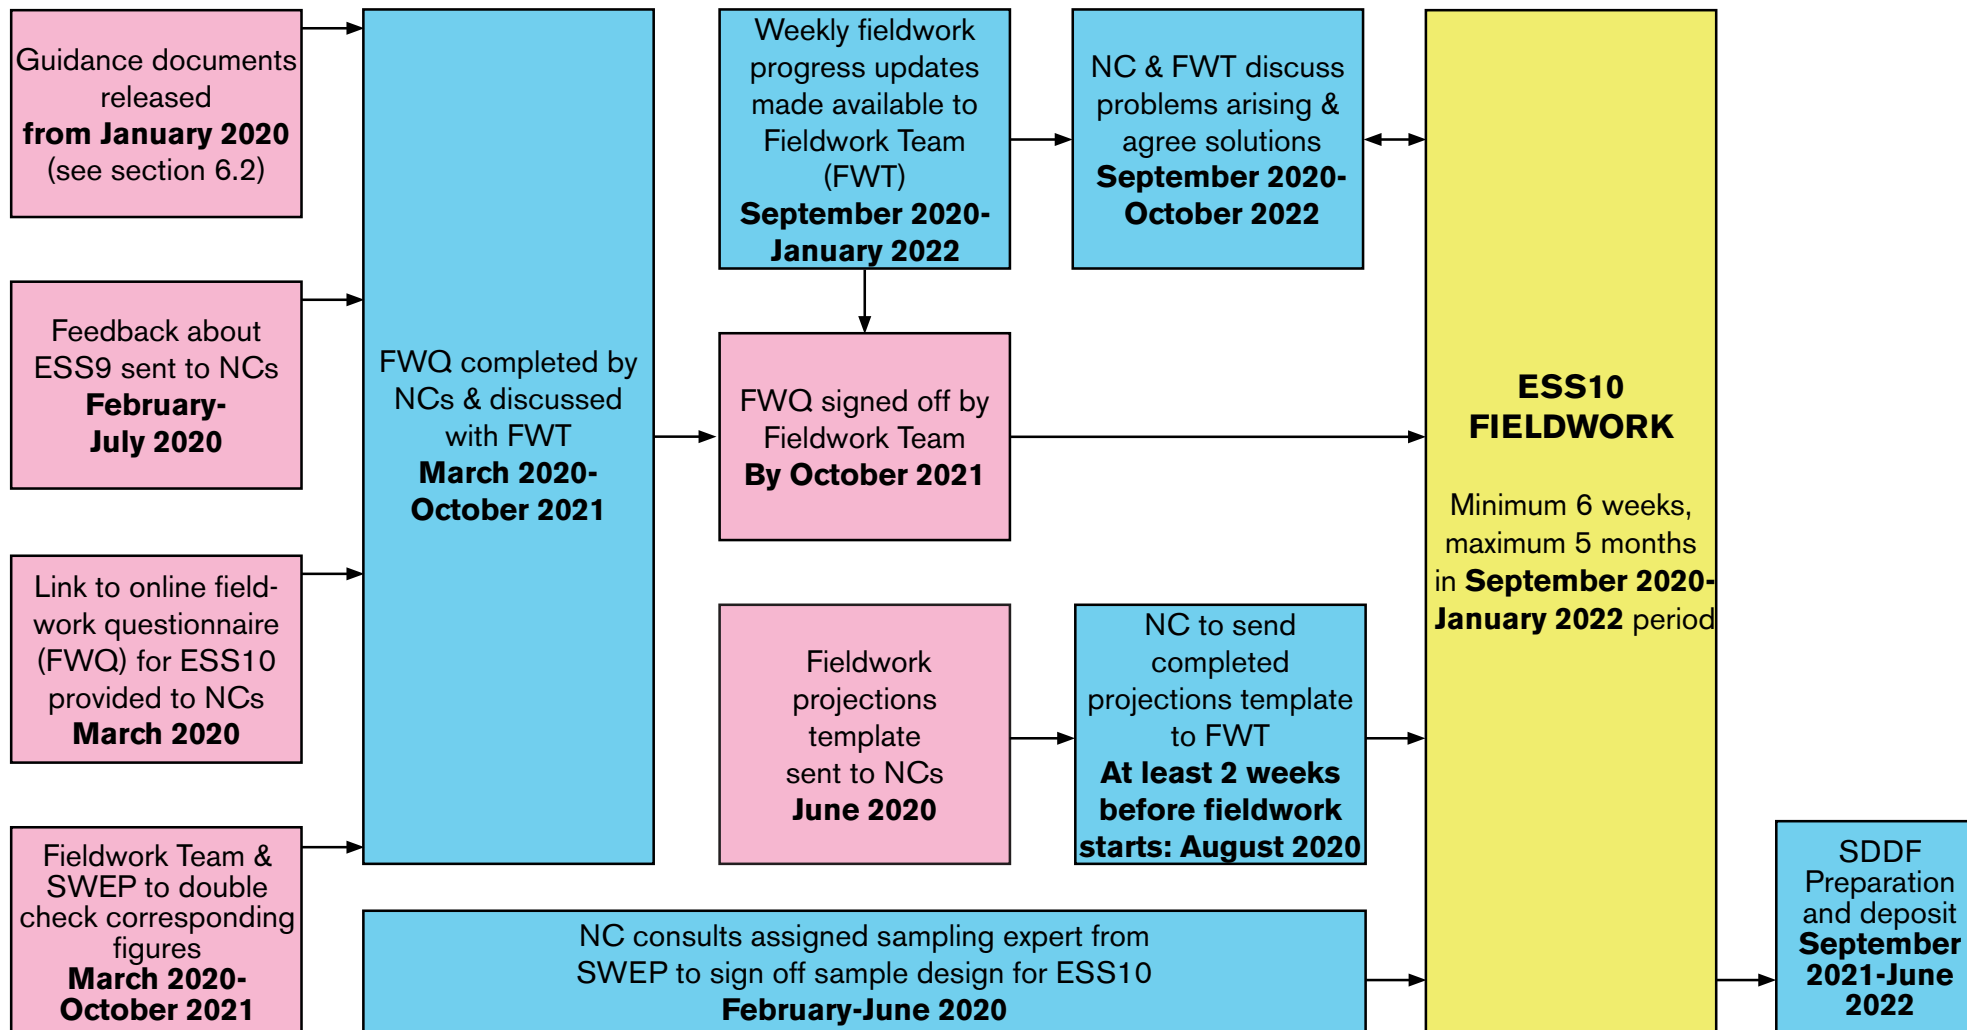 Guidance documents
released
from January 2020
(see section 6.2)
Feedback about
ESS9 sent to NCs
February-
July 2020
Link to online field-
work questionnaire
(FWQ) for ESS10
provided to NCs
March 2020
Fieldwork Team &
SWEP to double
check corresponding
figures
March 2020-
October 2021
FWQ completed by
NCs & discussed
with FWT
March 2020-
October 2021
Weekly fieldwork
progress updates
made available to
Fieldwork Team
(FWT)
September 2020-
January 2022
NC & FWT discuss
problems arising &
agree solutions
September 2020-
October 2022
FWQ signed off by
Fieldwork Team
By October 2021
Fieldwork
projections
template
sent to NCs
June 2020
NC to send
completed
projections template
to FWT
At least 2 weeks
before fieldwork
starts: August 2020
NC consults assigned sampling expert from
SWEP to sign off sample design for ESS10
February-June 2020
ESS10
FIELDWORK
Minimum 6 weeks,
maximum 5 months
in September 2020-
January 2022 period
SDDF
Preparation
and deposit
September
2021-June
2022